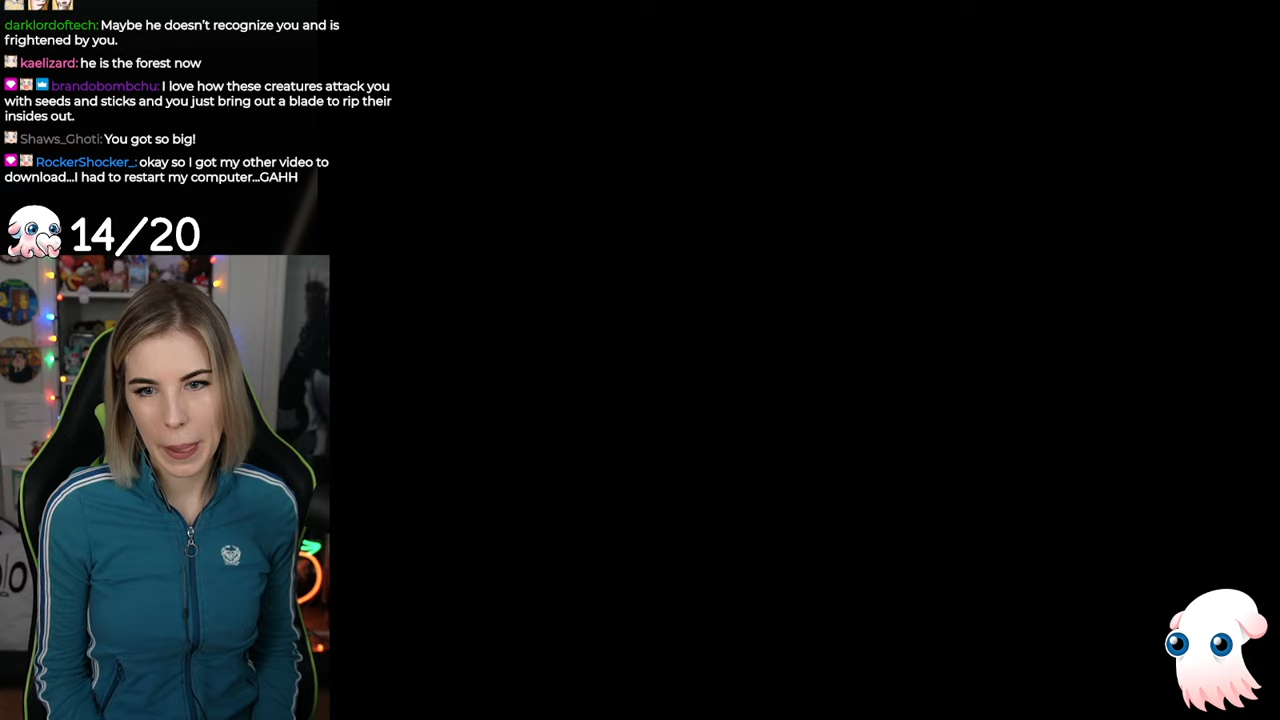 darklordoftech: Maybe he doesn't recognize you and is
frightened by you.
kaelizard: he is the forest now
brandobombchu: I love how these creatures attack you
with seeds and sticks and you just bring out a blade to rip their
insides out.
Shaws_Ghoti: You got so big!
RockerShocker_: okay so I got my other video to
download...I had to restart my computer...GAHH
14/20